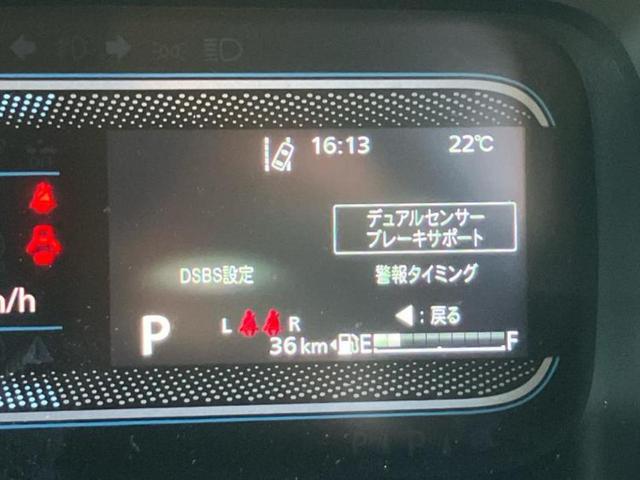 16:13 22℃
デュアルセンサー
ブレーキサポート
DSBS設定 警報タイミング
m/h
◀:戻る
P L R
36km E F